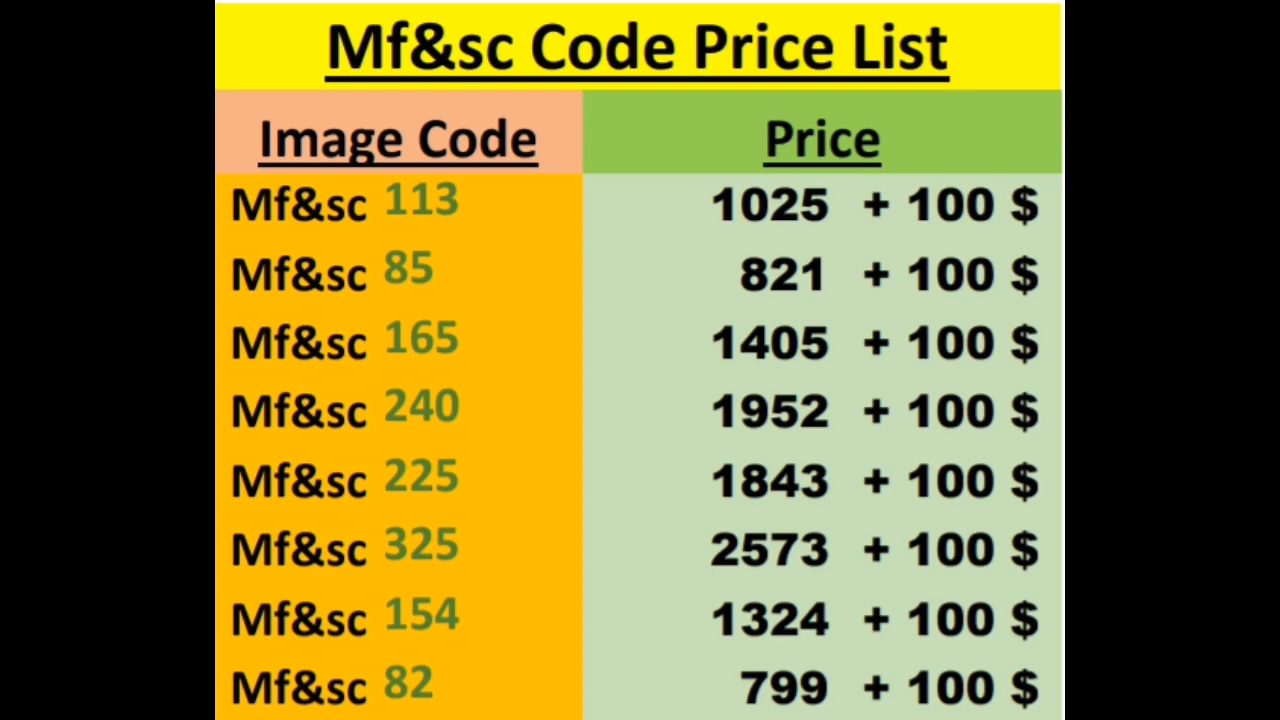 Mf&sc Code Price List
Image Code Price
Mf&sc 113 1025 + 100 $
Mf&sc 85 821 + 100 $
Mf&sc 165 1405 + 100 $
Mf&sc 240 1952 + 100 $
Mf&sc 225 1843 + 100 $
Mf&sc 325 2573 + 100 $
Mf&sc 154 1324 + 100 $
Mf&sc 82 799 + 100 $